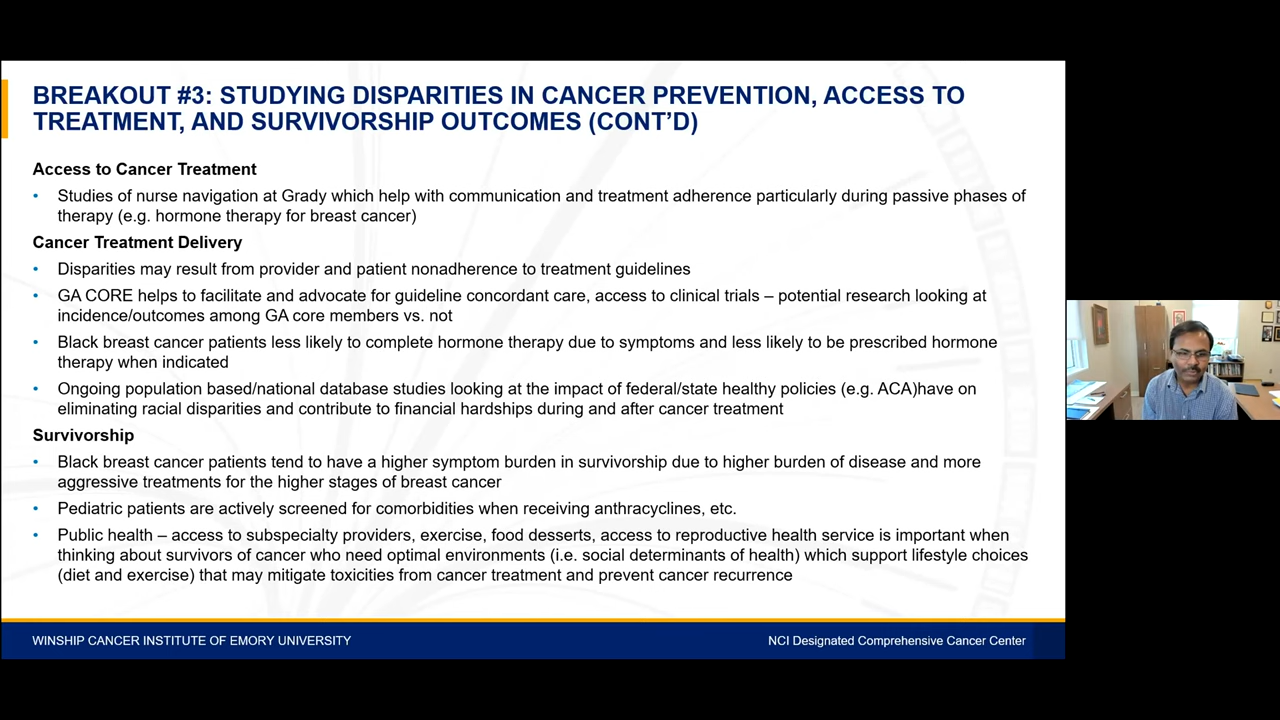 BREAKOUT #3: STUDYING DISPARITIES IN CANCER PREVENTION, ACCESS TO
TREATMENT, AND SURVIVORSHIP OUTCOMES (CONT'D)
Access to Cancer Treatment
• Studies of nurse navigation at Grady which help with communication and treatment adherence particularly during passive phases of
therapy (e.g. hormone therapy for breast cancer)
Cancer Treatment Delivery
• Disparities may result from provider and patient nonadherence to treatment guidelines
• GA CORE helps to facilitate and advocate for guideline concordant care, access to clinical trials – potential research looking at
incidence/outcomes among GA core members vs. not
• Black breast cancer patients less likely to complete hormone therapy due to symptoms and less likely to be prescribed hormone
therapy when indicated
• Ongoing population based/national database studies looking at the impact of federal/state healthy policies (e.g. ACA)have on
eliminating racial disparities and contribute to financial hardships during and after cancer treatment
Survivorship
• Black breast cancer patients tend to have a higher symptom burden in survivorship due to higher burden of disease and more
aggressive treatments for the higher stages of breast cancer
• Pediatric patients are actively screened for comorbidities when receiving anthracyclines, etc.
• Public health – access to subspecialty providers, exercise, food desserts, access to reproductive health service is important when
thinking about survivors of cancer who need optimal environments (i.e. social determinants of health) which support lifestyle choices
(diet and exercise) that may mitigate toxicities from cancer treatment and prevent cancer recurrence
WINSHIP CANCER INSTITUTE OF EMORY UNIVERSITY
NCI Designated Comprehensive Cancer Center